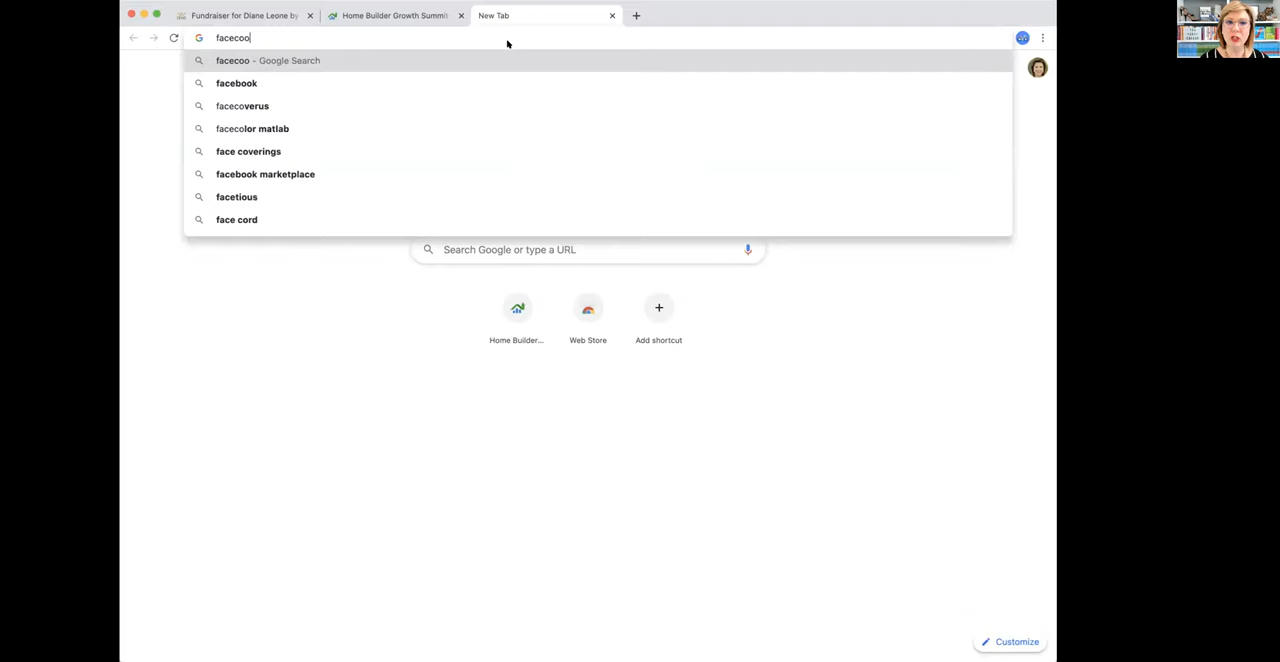 Fundraiser for Diane Leone by
Home Builder Growth Summit
New Tab
facecoo
facecoo - Google Search
facebook
facecoverus
facecolor matlab
face coverings
facebook marketplace
facetious
face cord
Search Google or type a URL
Home Builder...
Web Store
Add shortcut
Customize